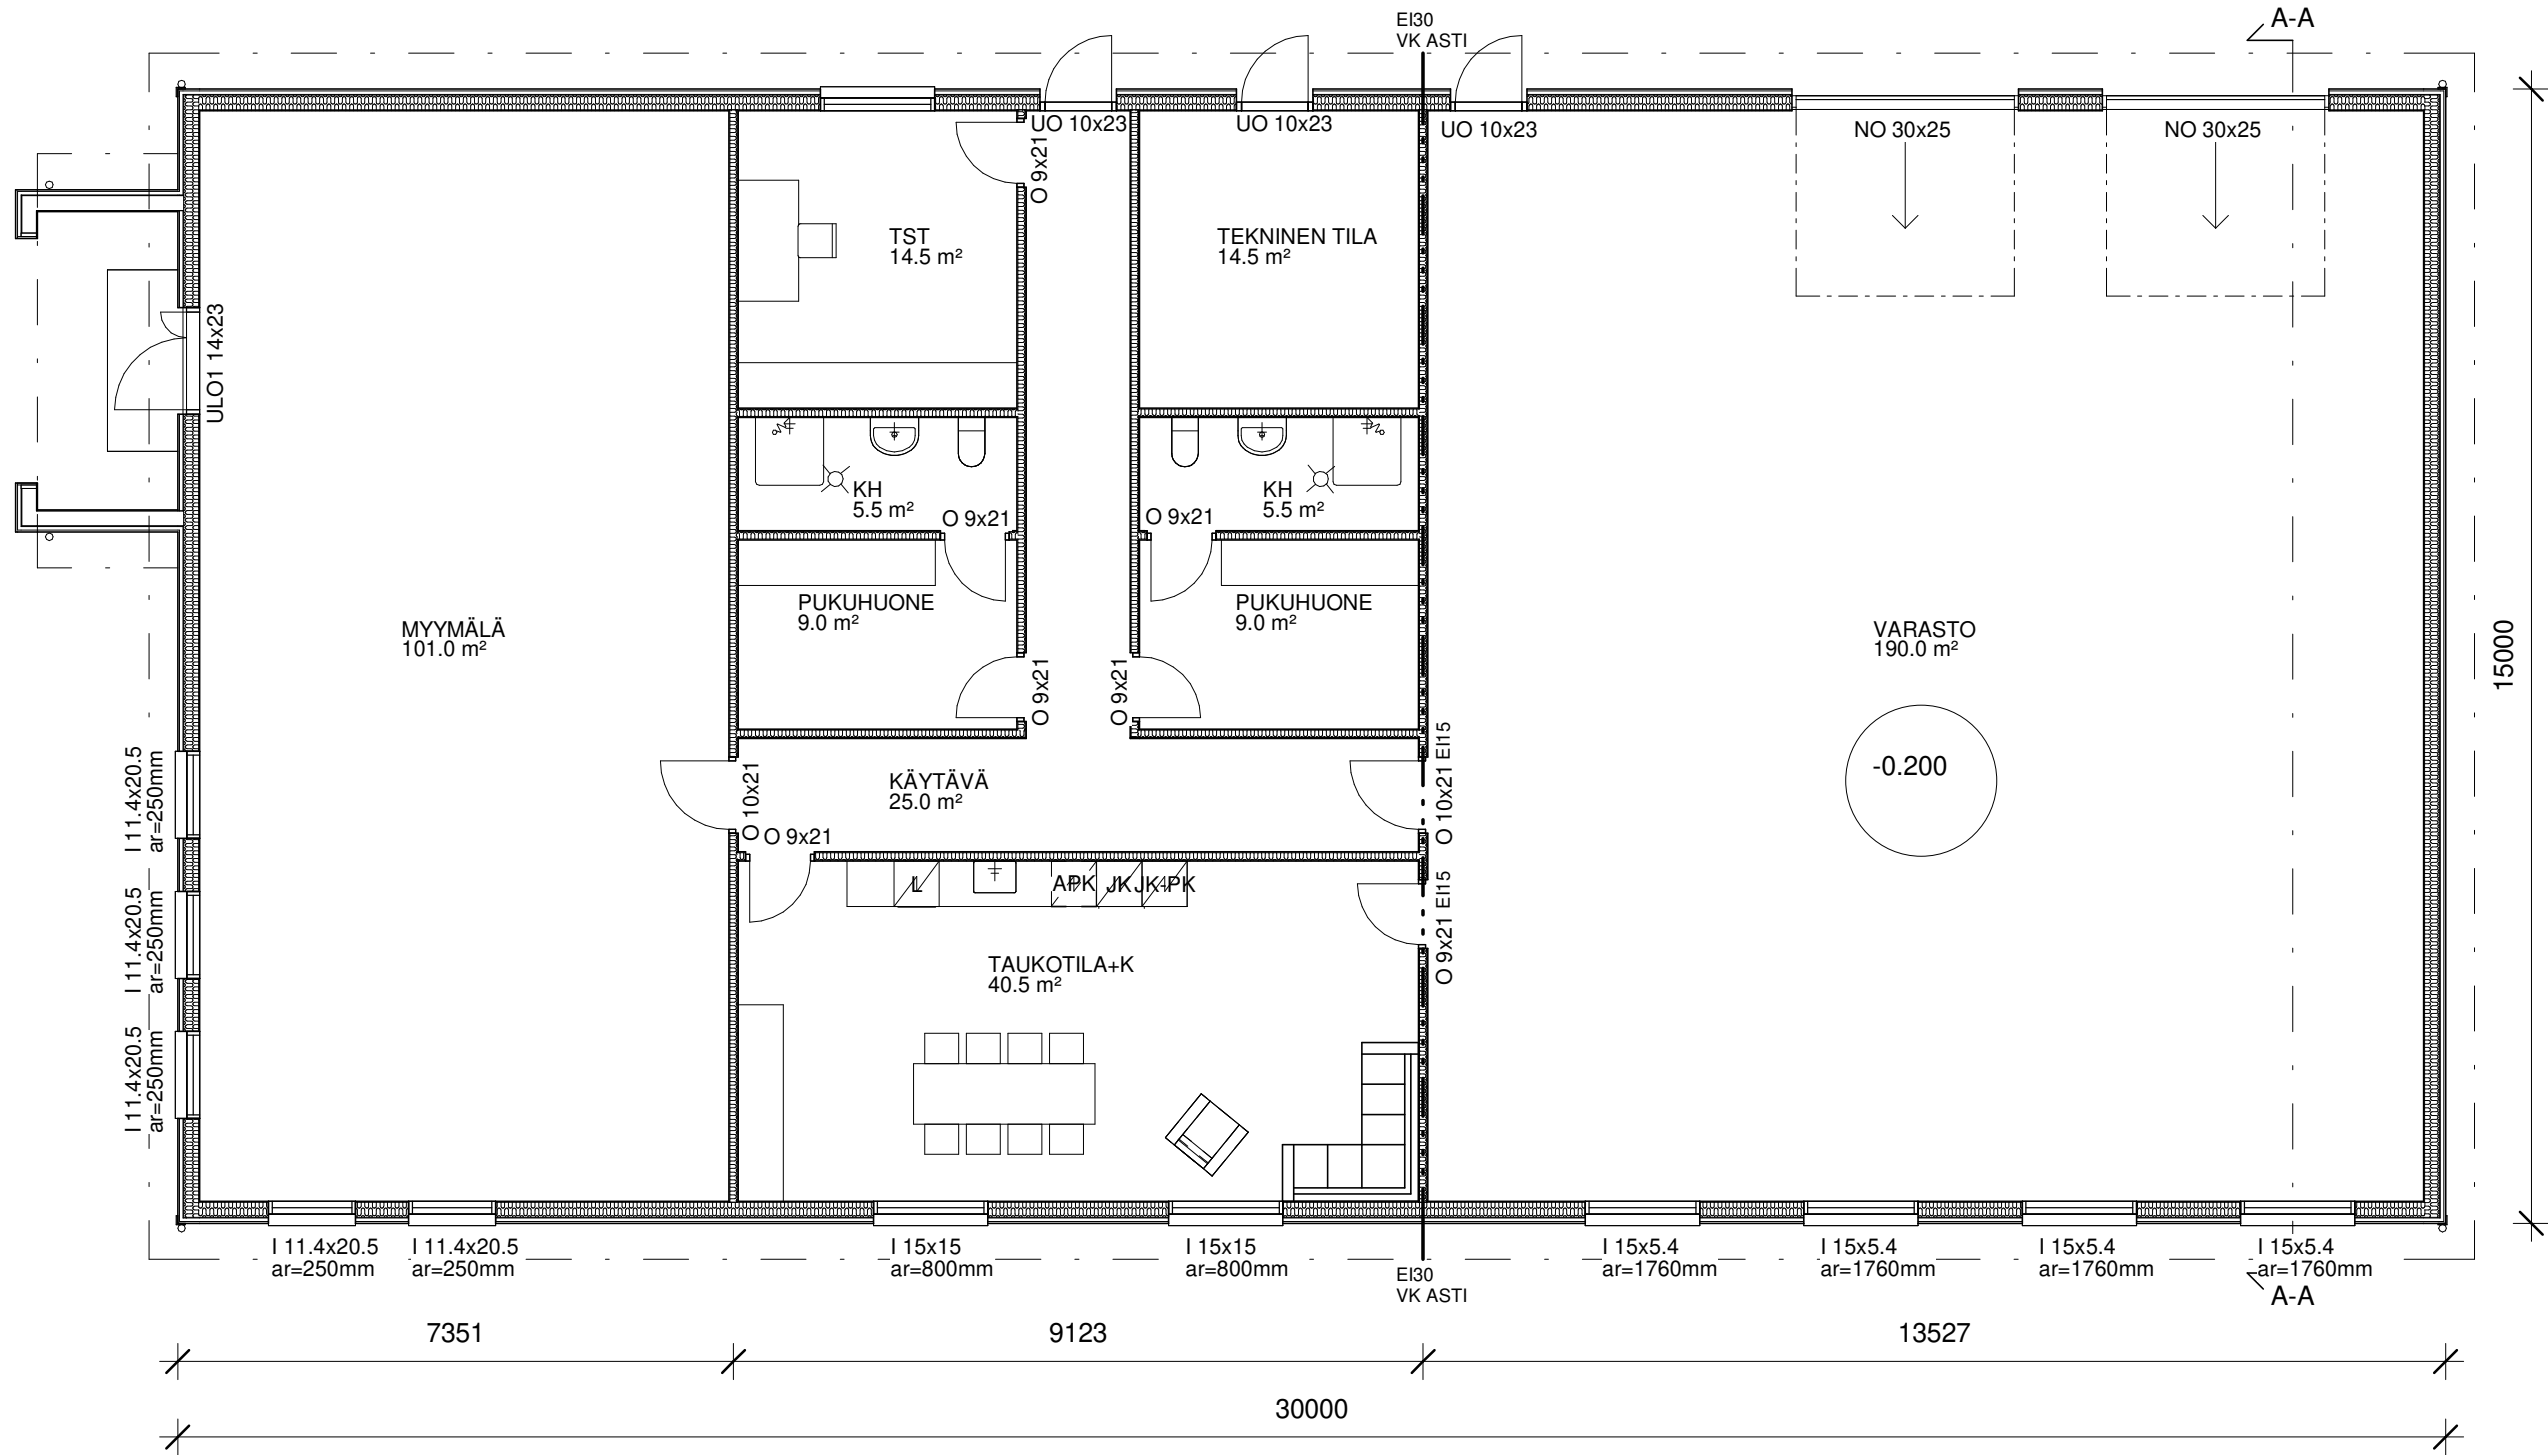 EI30
VK ASTI
A-A
UO 10x23
UO 10x23
UO 10x23
NO 30x25
NO 30x25
O 9x21
TST
14.5 m²
TEKNINEN TILA
14.5 m²
ULO1 14x23
KH
5.5 m²
KH
5.5 m²
O 9x21
O 9x21
PUKUHUONE
9.0 m²
PUKUHUONE
9.0 m²
MYYMÄLÄ
101.0 m²
VARASTO
190.0 m²
15000
O 9x21
O 9x21
-0.200
I 11.4x20.5
ar=250mm
O 10x21
KÄYTÄVÄ
25.0 m²
O 10x21 EI15
O 9x21
L
APK
JK
JK/PK
I 11.4x20.5
ar=250mm
O 9x21 EI15
TAUKOTILA+K
40.5 m²
I 11.4x20.5
ar=250mm
I 11.4x20.5
ar=250mm
I 11.4x20.5
ar=250mm
I 15x15
ar=800mm
I 15x15
ar=800mm
EI30
VK ASTI
I 15x5.4
ar=1760mm
I 15x5.4
ar=1760mm
I 15x5.4
ar=1760mm
I 15x5.4
ar=1760mm
A-A
7351
9123
13527
30000